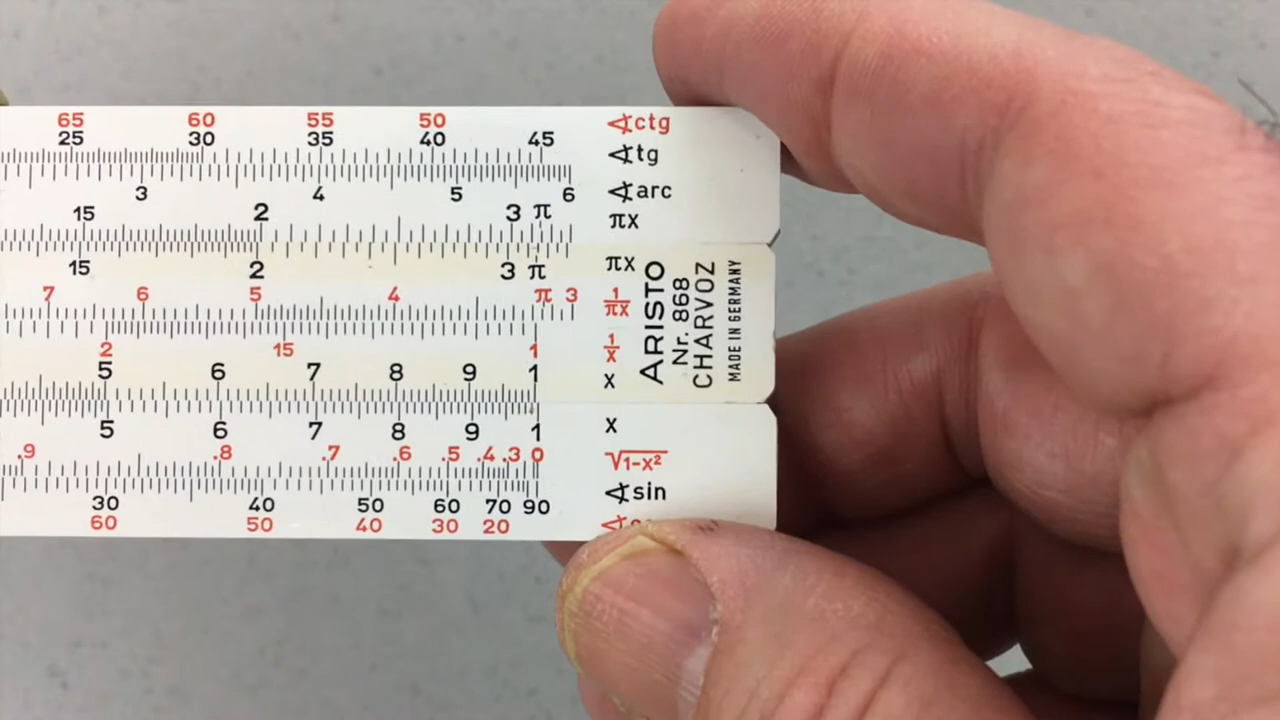 65 60 55 50 ∢ctg
25 30 35 40 45 ∢tg
3 4 5 6 ∢arc
15 2 3 π πx
15 2 3 π πx
7 6 5 4 π 3 1/πx
2 15 1 1/x
5 6 7 8 9 1 x
5 6 7 8 9 1 x
.9 .8 .7 .6 .5 .4 .3 0 √1-x²
30 40 50 60 70 90 ∢sin
60 50 40 30 20
ARISTO
Nr. 868
CHARVOZ
MADE IN GERMANY